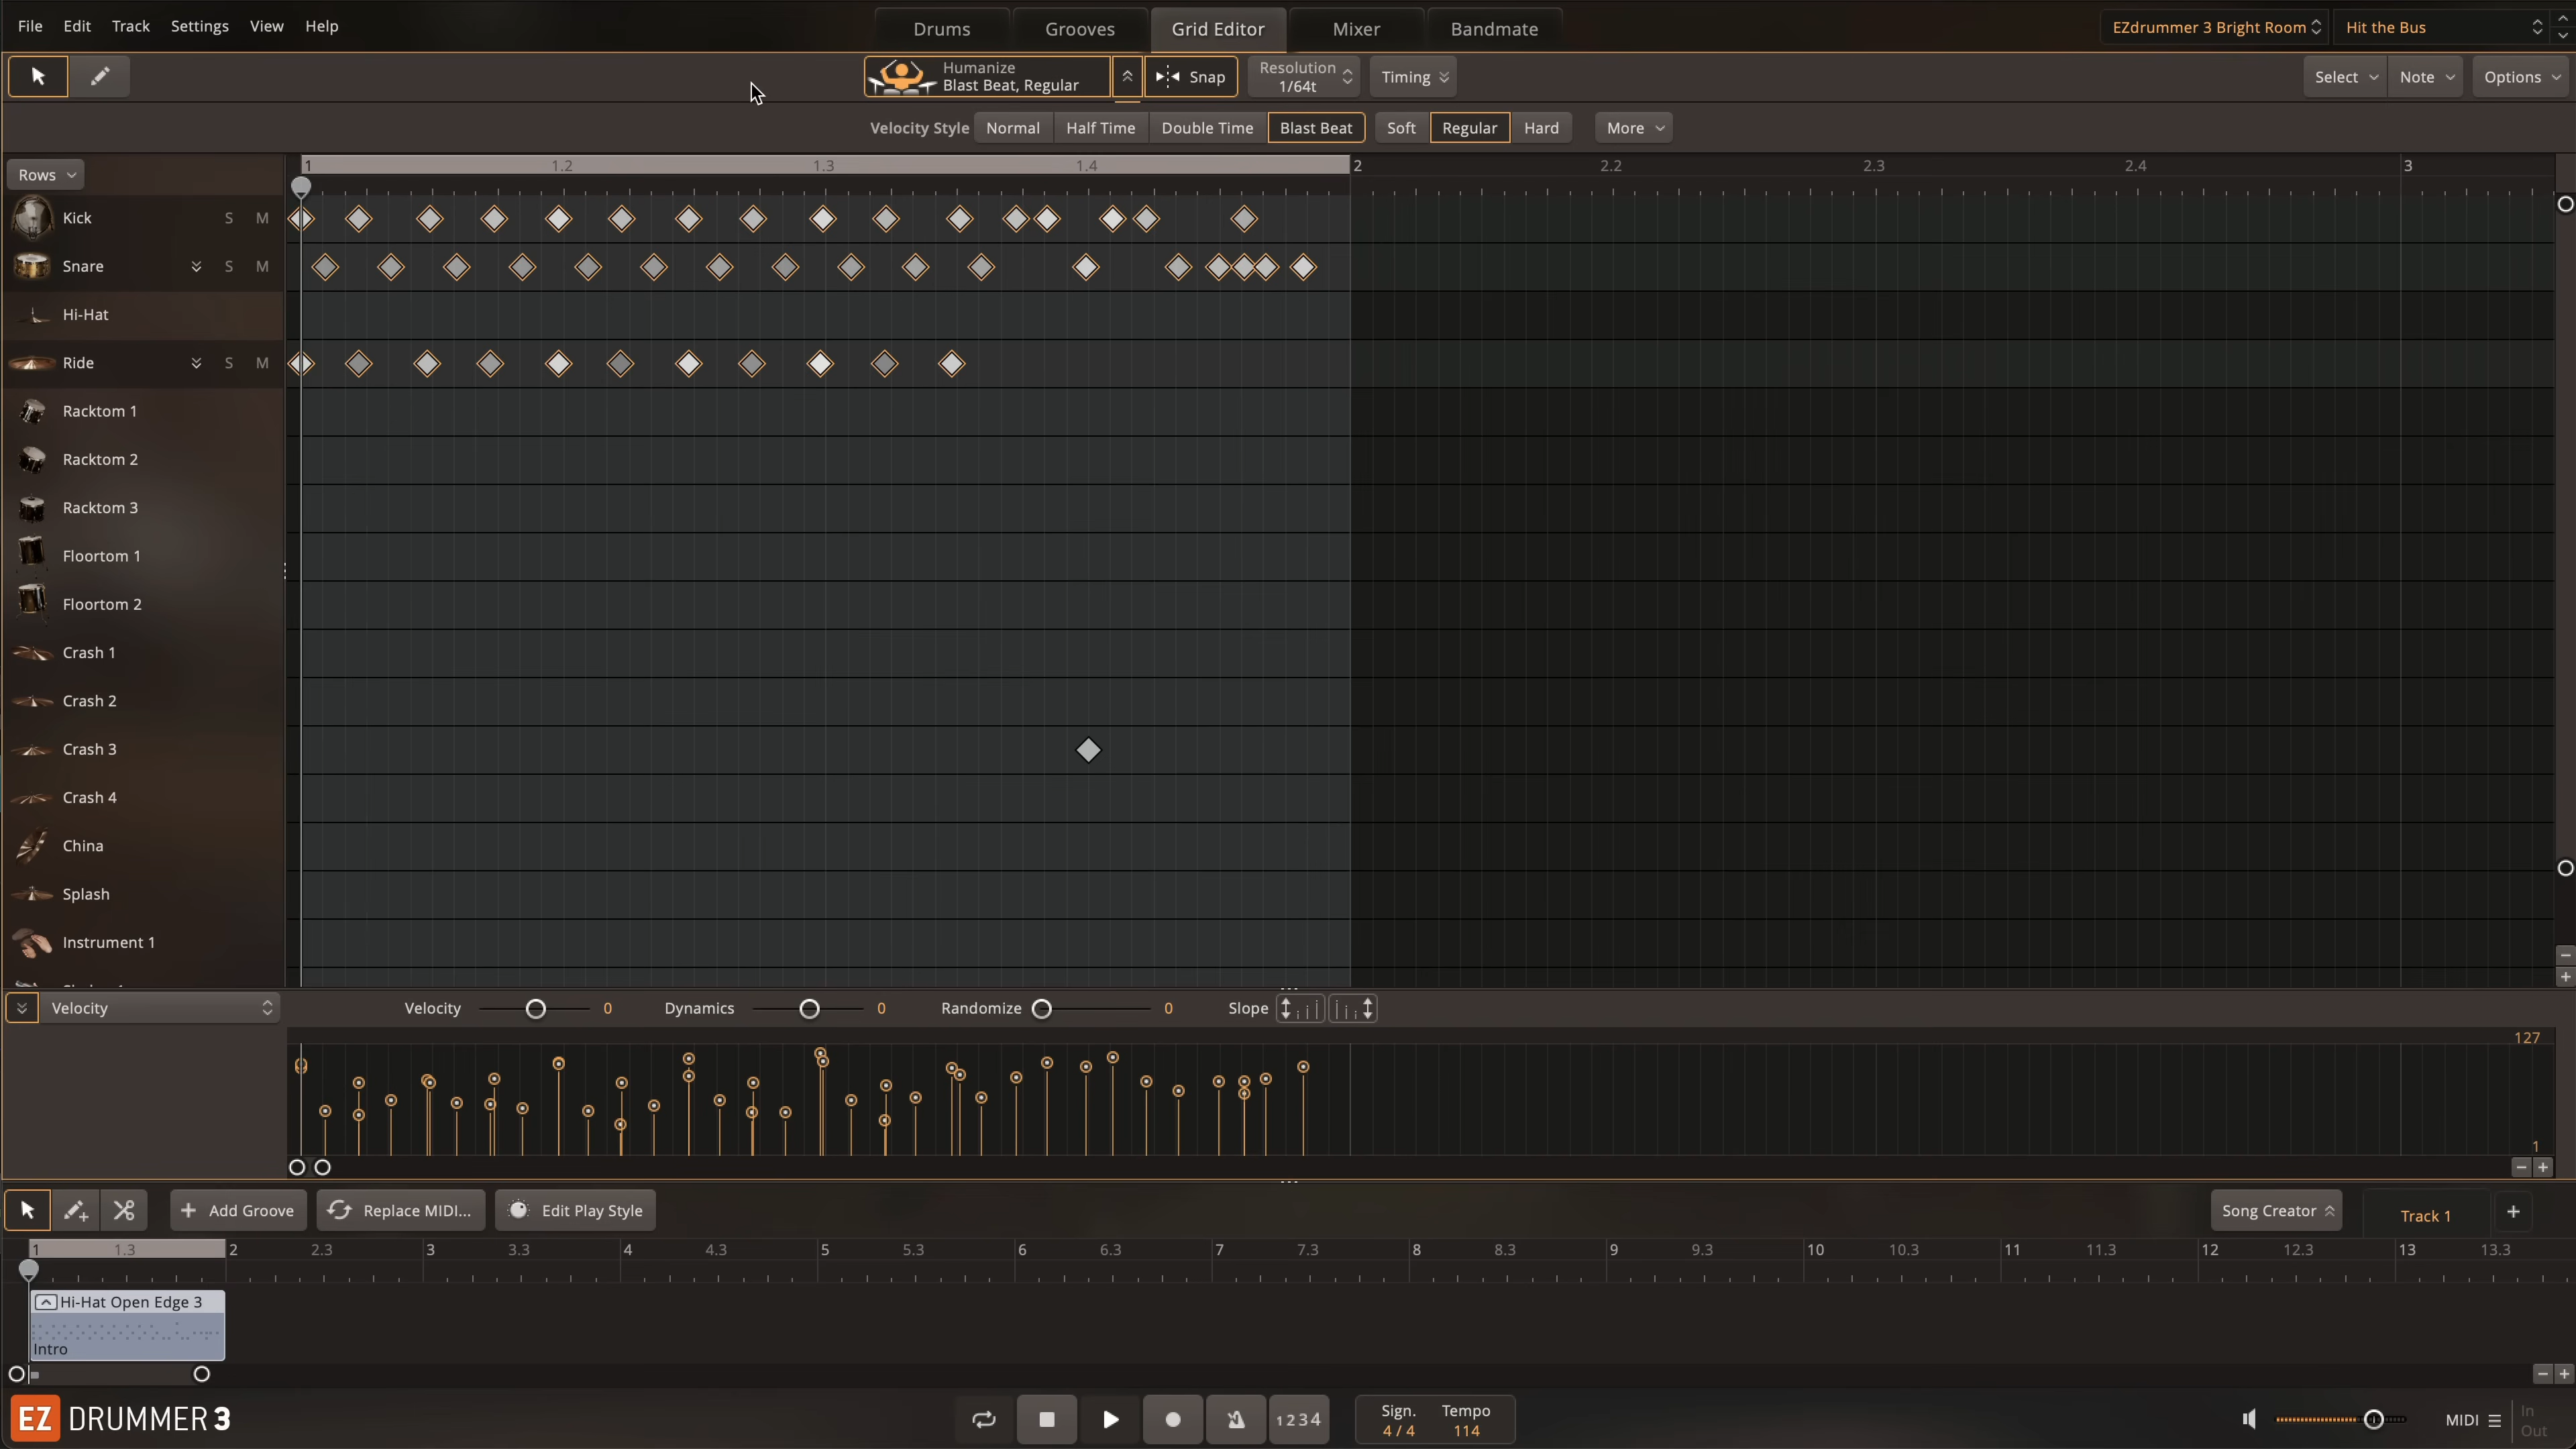 File Edit Track Settings View Help
Drums Grooves Grid Editor Mixer Bandmate
EZdrummer 3 Bright Room Hit the Bus
Humanize
Blast Beat, Regular
Snap
Resolution
1/64t
Timing
Select Note Options
Velocity Style Normal Half Time Double Time Blast Beat Soft Regular Hard More
Rows
1 1.2 1.3 1.4 2 2.2 2.3 2.4 3
Kick S M
Snare S M
Hi-Hat
Ride S M
Racktom 1
Racktom 2
Racktom 3
Floortom 1
Floortom 2
Crash 1
Crash 2
Crash 3
Crash 4
China
Splash
Instrument 1
Velocity
Velocity 0 Dynamics 0 Randomize 0 Slope
127
1
Add Groove Replace MIDI... Edit Play Style
Song Creator Track 1 +
1 1.3 2 2.3 3 3.3 4 4.3 5 5.3 6 6.3 7 7.3 8 8.3 9 9.3 10 10.3 11 11.3 12 12.3 13 13.3
Hi-Hat Open Edge 3
Intro
EZ DRUMMER 3
1234
Sign. Tempo
4 / 4 114
MIDI
In
Out